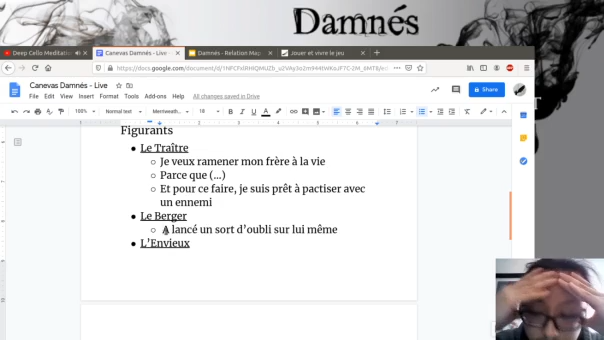 Damnés
Deep Cello Meditati
Canevas Damnés - Live
Damnés - Relation Map
Jouer et vivre le jeu
Canevas Damnés - Live
File Edit View Insert Format Tools Add-ons Help All changes saved in Drive
Share
100% Normal text Merriweath... 18
Figurants
● Le Traître
○ Je veux ramener mon frère à la vie
○ Parce que (...)
○ Et pour ce faire, je suis prêt à pactiser avec
un ennemi
● Le Berger
○ A lancé un sort d'oubli sur lui même
● L'Envieux